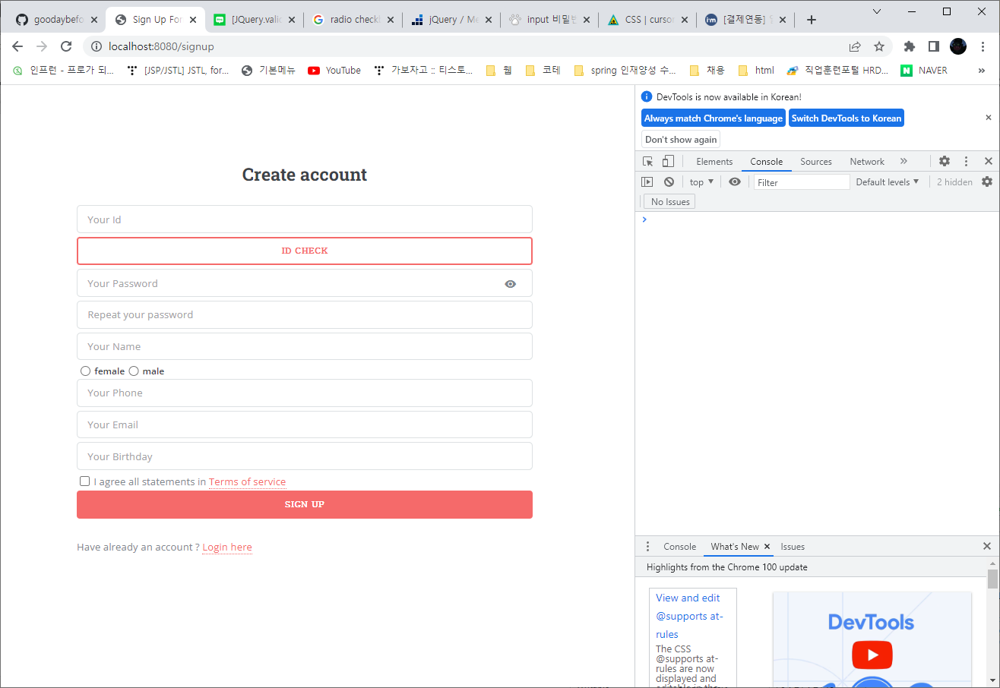 goodaybefo
Sign Up For
[JQuery.valid
radio checkb
jQuery / Me
input 비밀번
CSS | cursor
[결제연동]
localhost:8080/signup
인프런 - 프로가 되...
[JSP/JSTL] JSTL, for...
기본메뉴
YouTube
가보자고 :: 티스토...
웹
코테
spring 인재양성 수...
채용
html
직업훈련포털 HRD...
NAVER
»
Create account
Your Id
ID CHECK
Your Password
Repeat your password
Your Name
female male
Your Phone
Your Email
Your Birthday
I agree all statements in Terms of service
SIGN UP
Have already an account ? Login here
DevTools is now available in Korean!
Always match Chrome's language
Switch DevTools to Korean
Don't show again
Elements
Console
Sources
Network
»
top
Filter
Default levels
2 hidden
No Issues
Console
What's New
Issues
Highlights from the Chrome 100 update
View and edit
@supports at-
rules
The CSS
@supports at-
rules are now
displayed and
DevTools